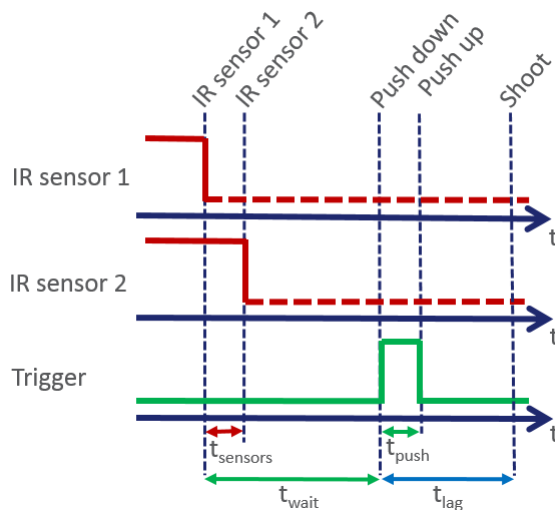 IR sensor 1
IR sensor 2
Push down
Push up
Shoot
IR sensor 1
t
IR sensor 2
t
Trigger
t
tsensors
tpush
twait
tlag